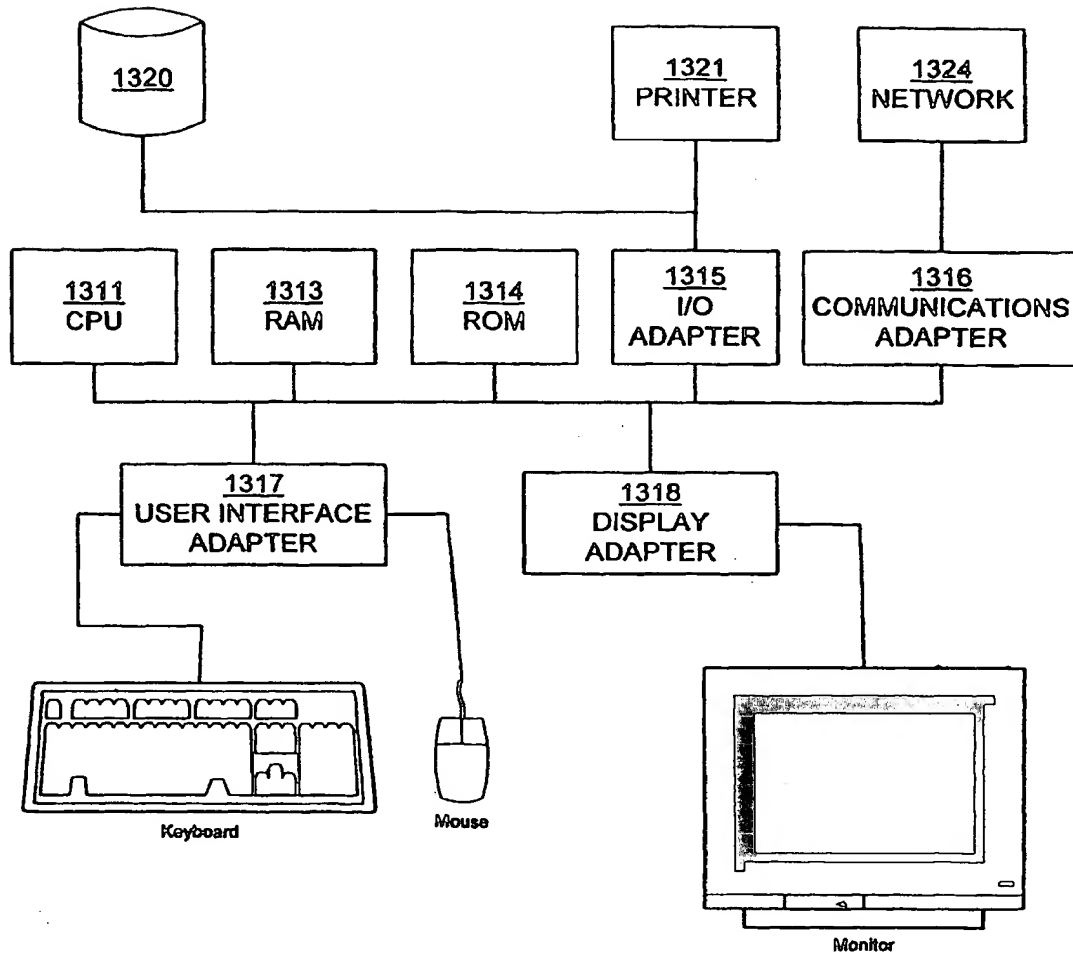 1320
1321
PRINTER
1324
NETWORK
1311
CPU
1313
RAM
1314
ROM
1315
I/O
ADAPTER
1316
COMMUNICATIONS
ADAPTER
1317
USER INTERFACE
ADAPTER
1318
DISPLAY
ADAPTER
Keyboard
Mouse
Monitor